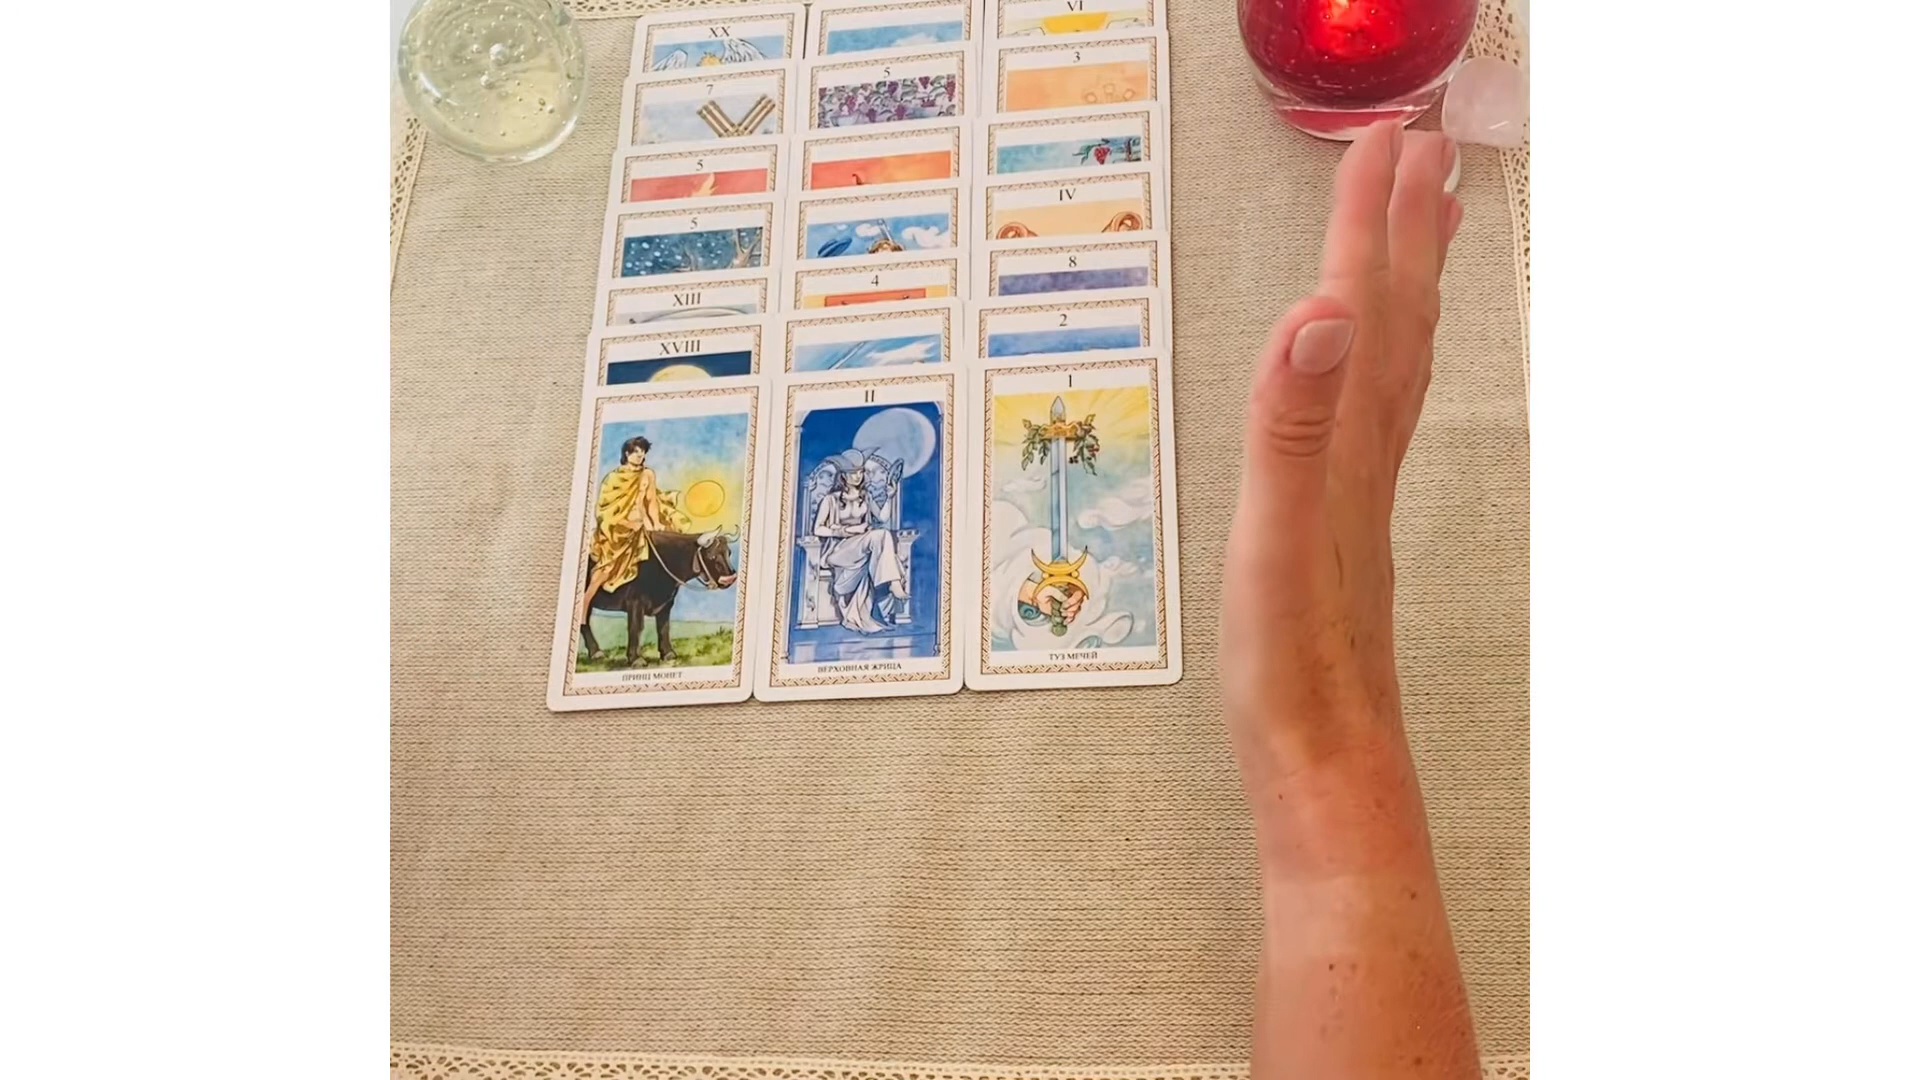 XX
VI
7
5
3
5
5
IV
XIII
4
8
XVIII
2
II
1
ПРИНЦ МОНЕТ
ВЕРХОВНАЯ ЖРИЦА
ТУЗ МЕЧЕЙ